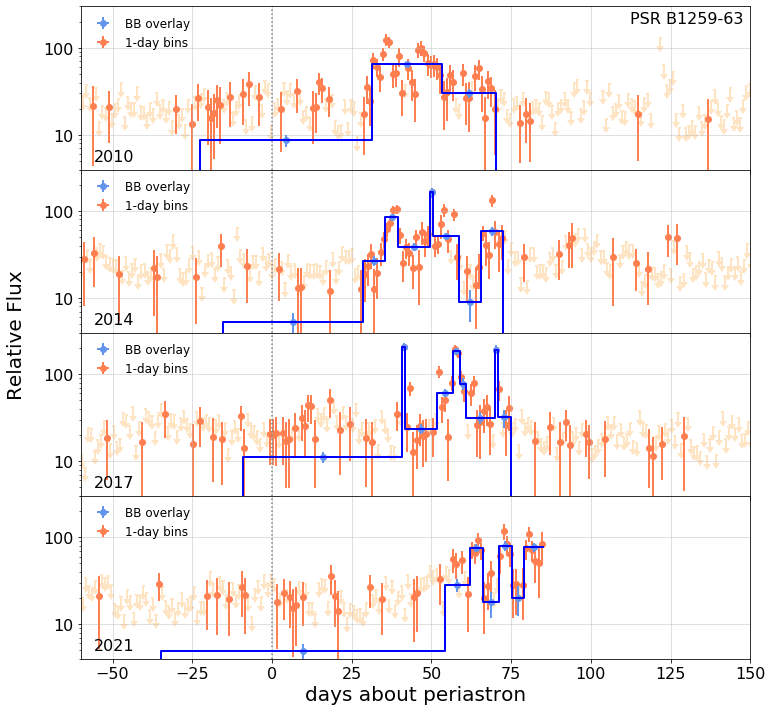 PSR B1259-63
BB overlay
1-day bins
100
10
2010
BB overlay
1-day bins
100
10
2014
BB overlay
1-day bins
100
10
2017
BB overlay
1-day bins
100
10
2021
Relative Flux
−50 −25 0 25 50 75 100 125 150
days about periastron